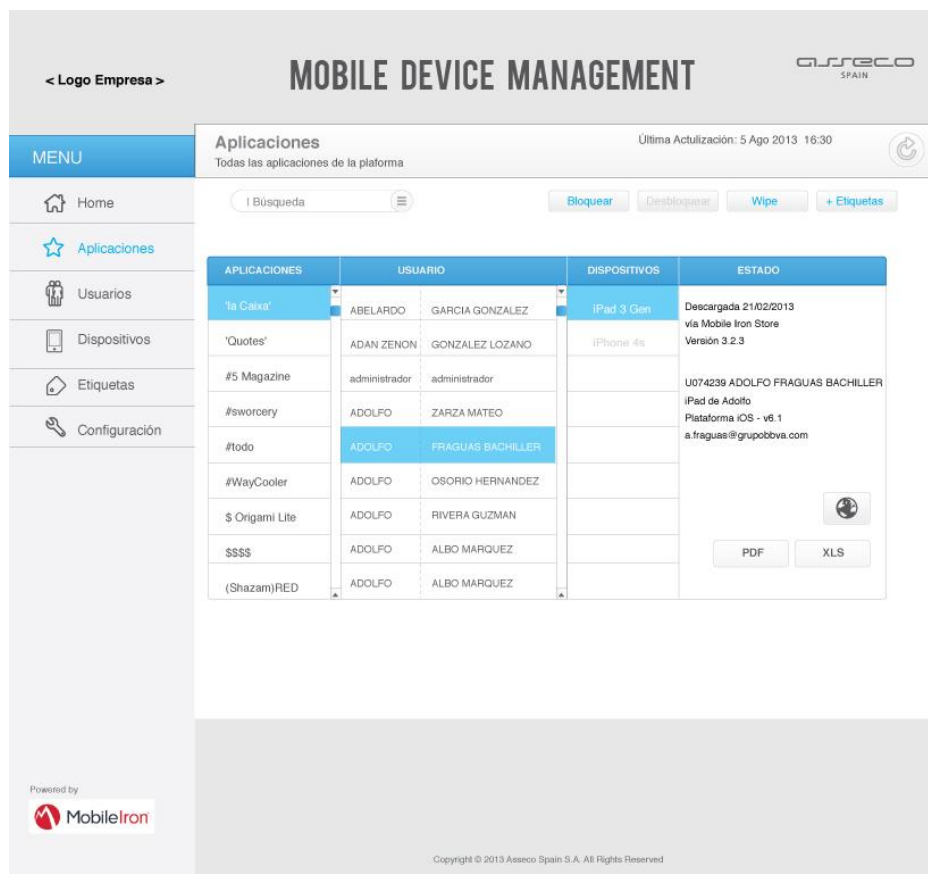 < Logo Empresa >
MOBILE DEVICE MANAGEMENT
asseco
SPAIN
MENU
Aplicaciones
Todas las aplicaciones de la plaforma
Última Actulización: 5 Ago 2013 16:30
Home
Aplicaciones
Usuarios
Dispositivos
Etiquetas
Configuración
I Búsqueda
Bloquear
Desbloquear
Wipe
+ Etiquetas
APLICACIONES USUARIO DISPOSITIVOS ESTADO
'la Caixa'
'Quotes'
#5 Magazine
#sworcery
#todo
#WayCooler
$ Origami Lite
$$$$
(Shazam)RED
ABELARDO GARCIA GONZALEZ
ADAN ZENON GONZALEZ LOZANO
administrador administrador
ADOLFO ZARZA MATEO
ADOLFO FRAGUAS BACHILLER
ADOLFO OSORIO HERNANDEZ
ADOLFO RIVERA GUZMAN
ADOLFO ALBO MARQUEZ
ADOLFO ALBO MARQUEZ
iPad 3 Gen
iPhone 4s
Descargada 21/02/2013
vía Mobile Iron Store
Versión 3.2.3
U074239 ADOLFO FRAGUAS BACHILLER
iPad de Adolfo
Plataforma iOS - v6.1
a.fraguas@grupobbva.com
PDF
XLS
Powered by
MobileIron
Copyright © 2013 Asseco Spain S.A. All Rights Reserved